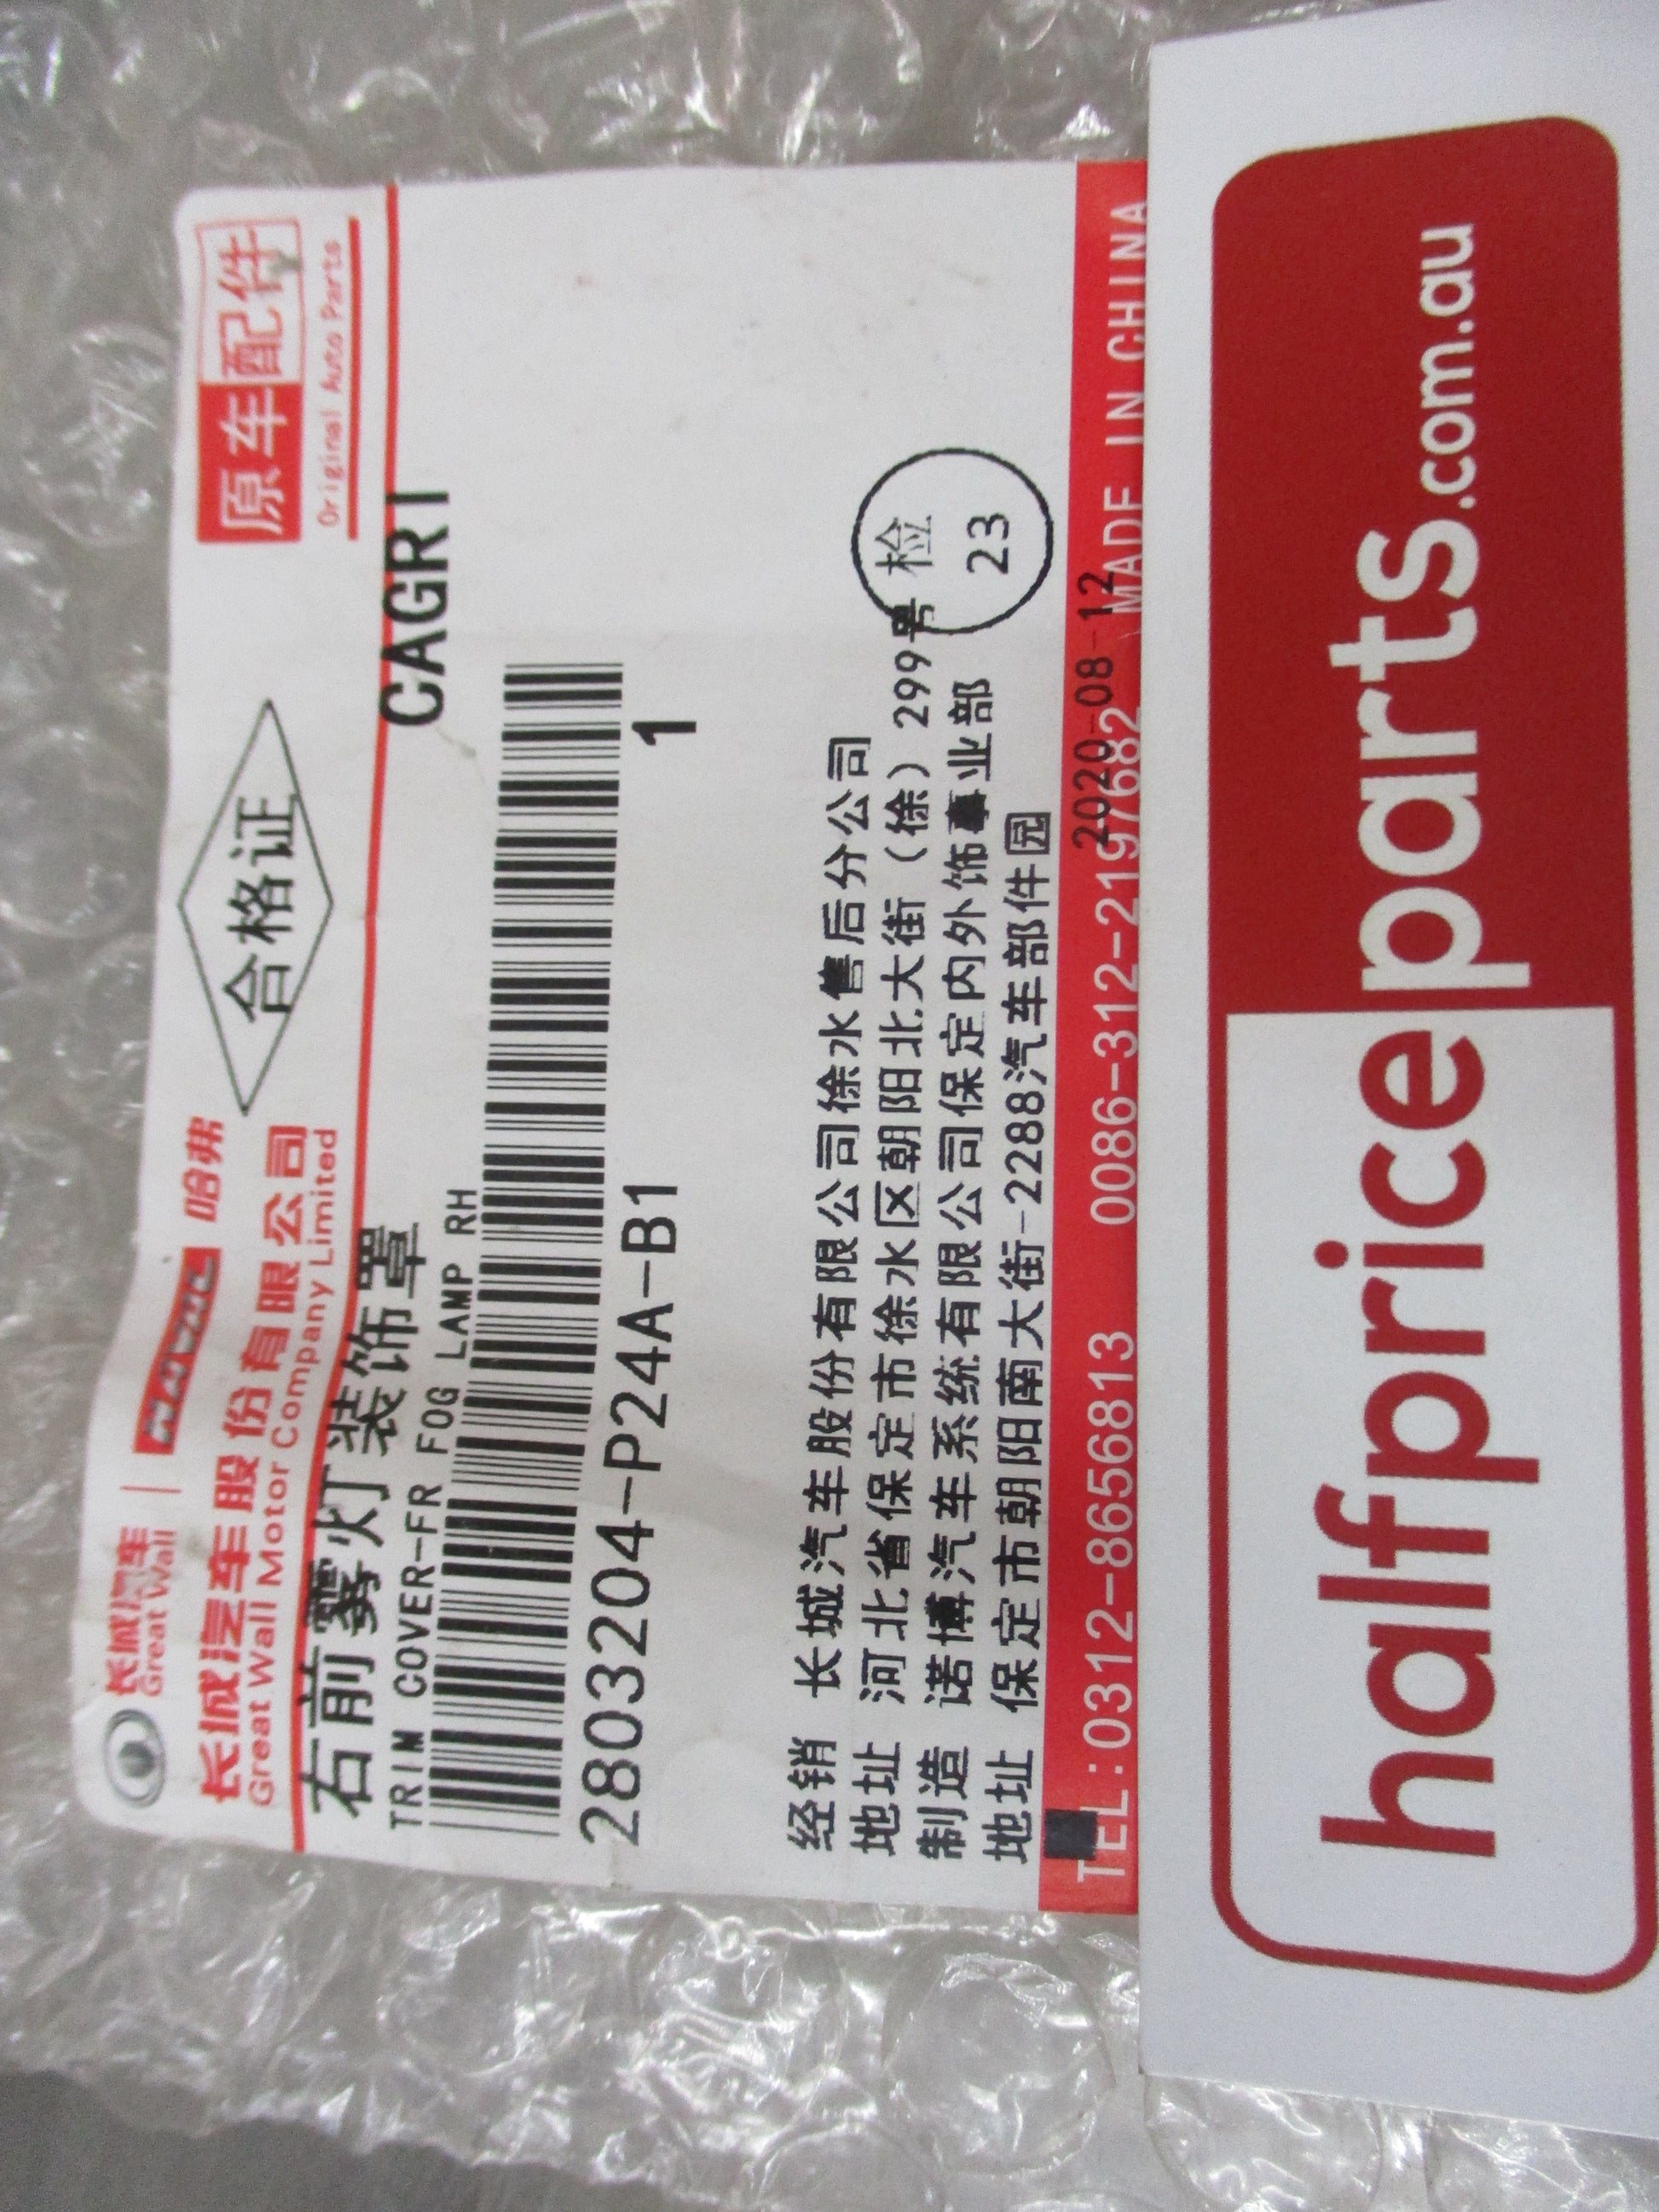 长城汽车
Great Wall
HAVAL 哈弗
长城汽车股份有限公司
Great Wall Motor Company Limited
合格证
原车配件
Original Auto Parts
右前雾灯装饰罩
CAGRI
TRIM COVER-FR FOG LAMP RH
2803204-P24A-B1
1
经销 长城汽车股份有限公司徐水售后分公司
地址 河北省保定市徐水区朝阳北大街（徐）299号
制造 诺博汽车系统有限公司保定内外饰事业部
地址 保定市朝阳南大街-2288汽车部件园
检
23
2020-08-12
TEL:0312-8656813 0086-312-2197682 MADE IN CHINA
halfpriceparts.com.au